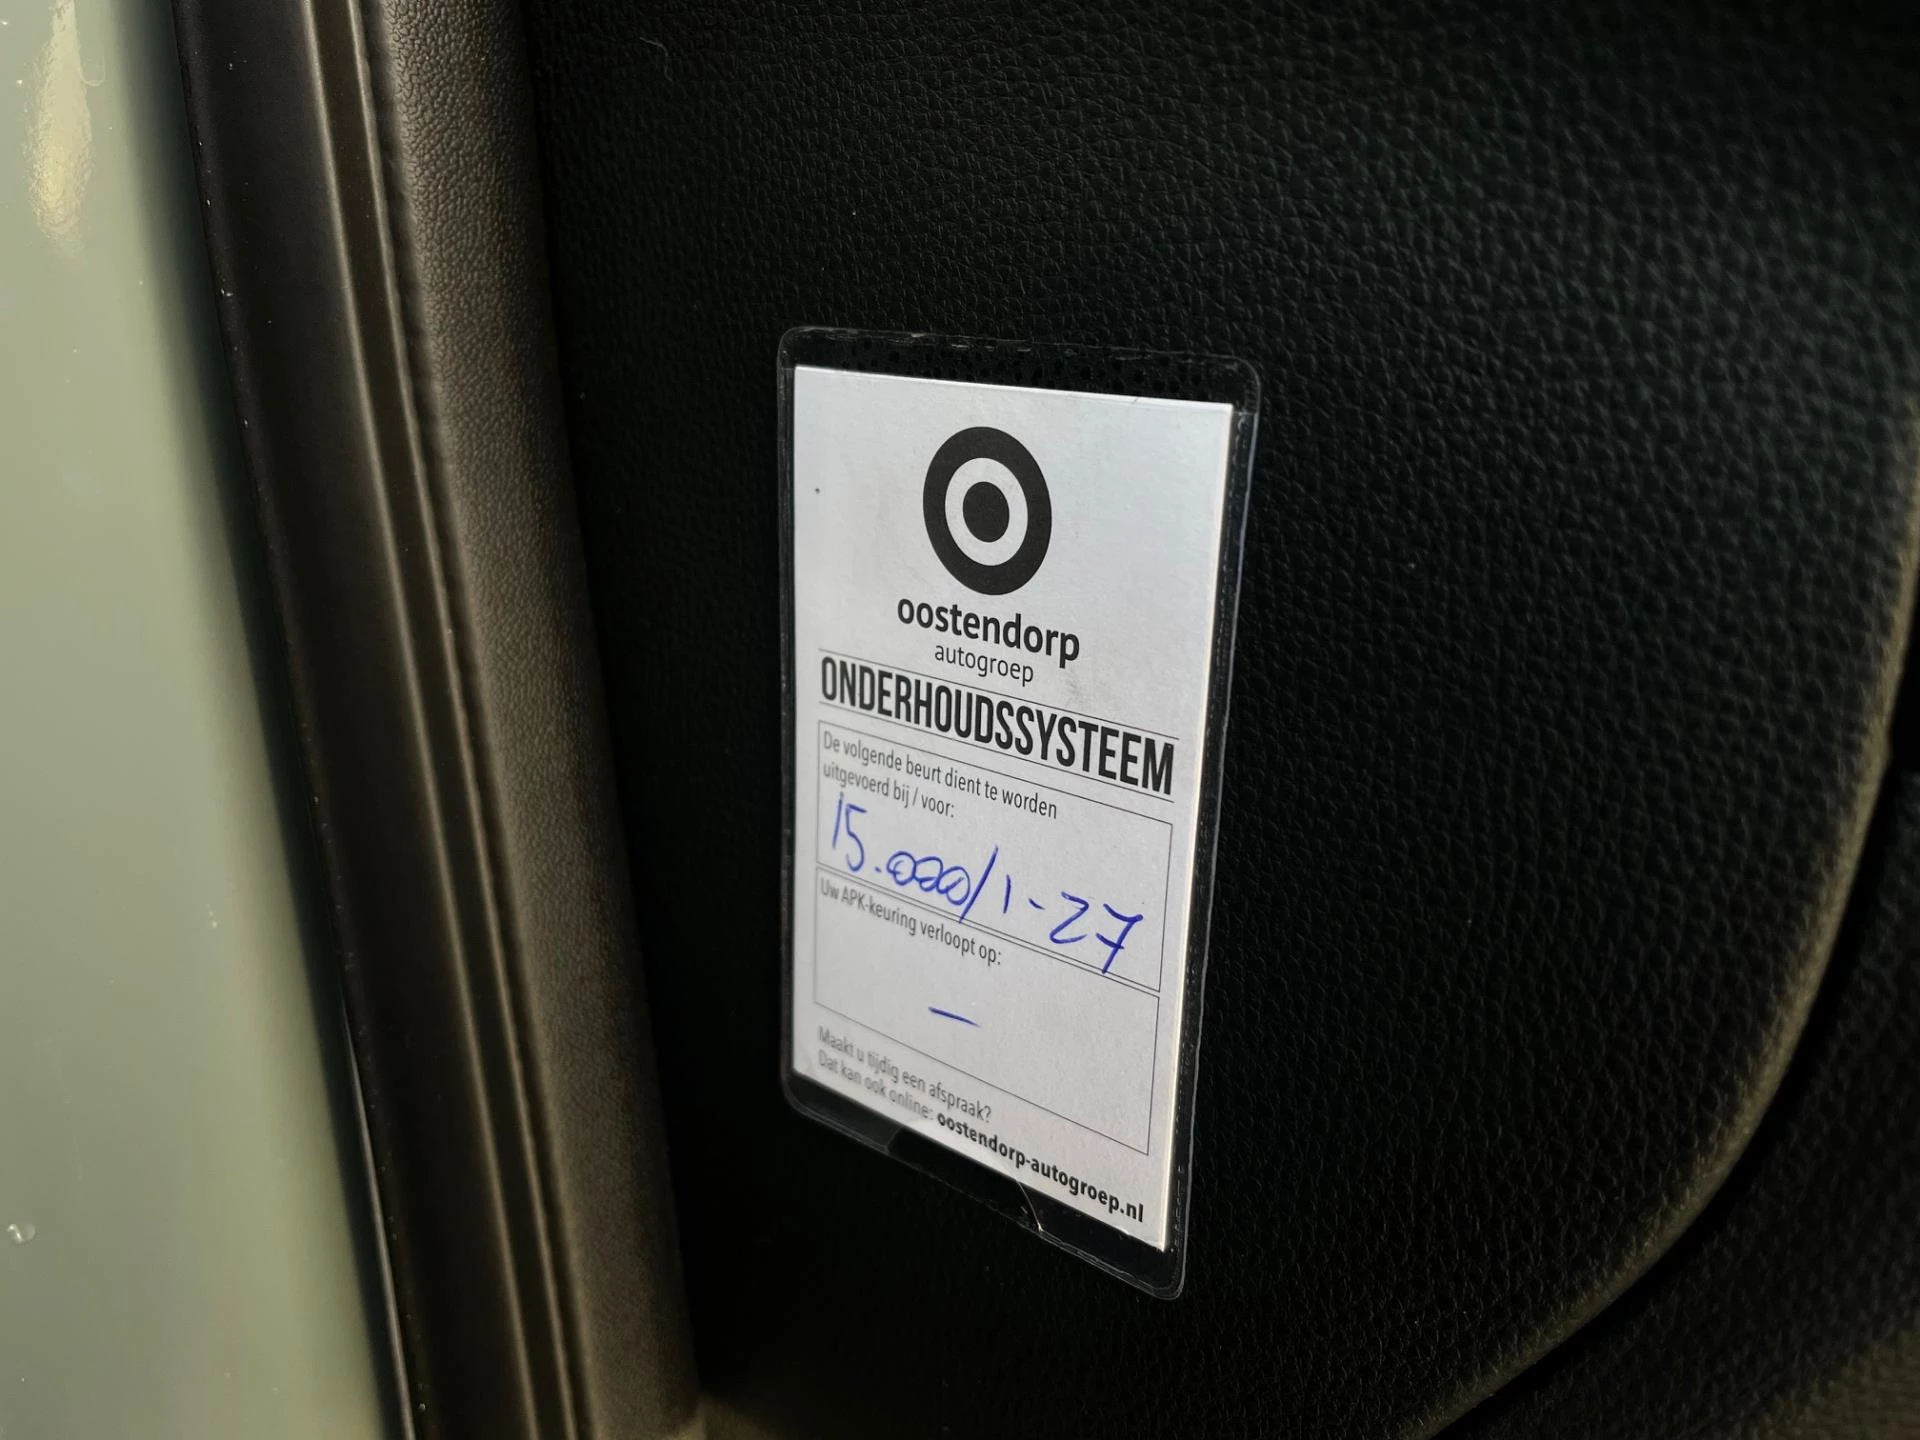 oostendorp
autogroep
ONDERHOUDSSYSTEEM
De volgende beurt dient te worden
uitgevoerd bij / voor:
15.000/1-27
Uw APK-keuring verloopt op:
—
Maakt u tijdig een afspraak?
Dat kan ook online: oostendorp-autogroep.nl